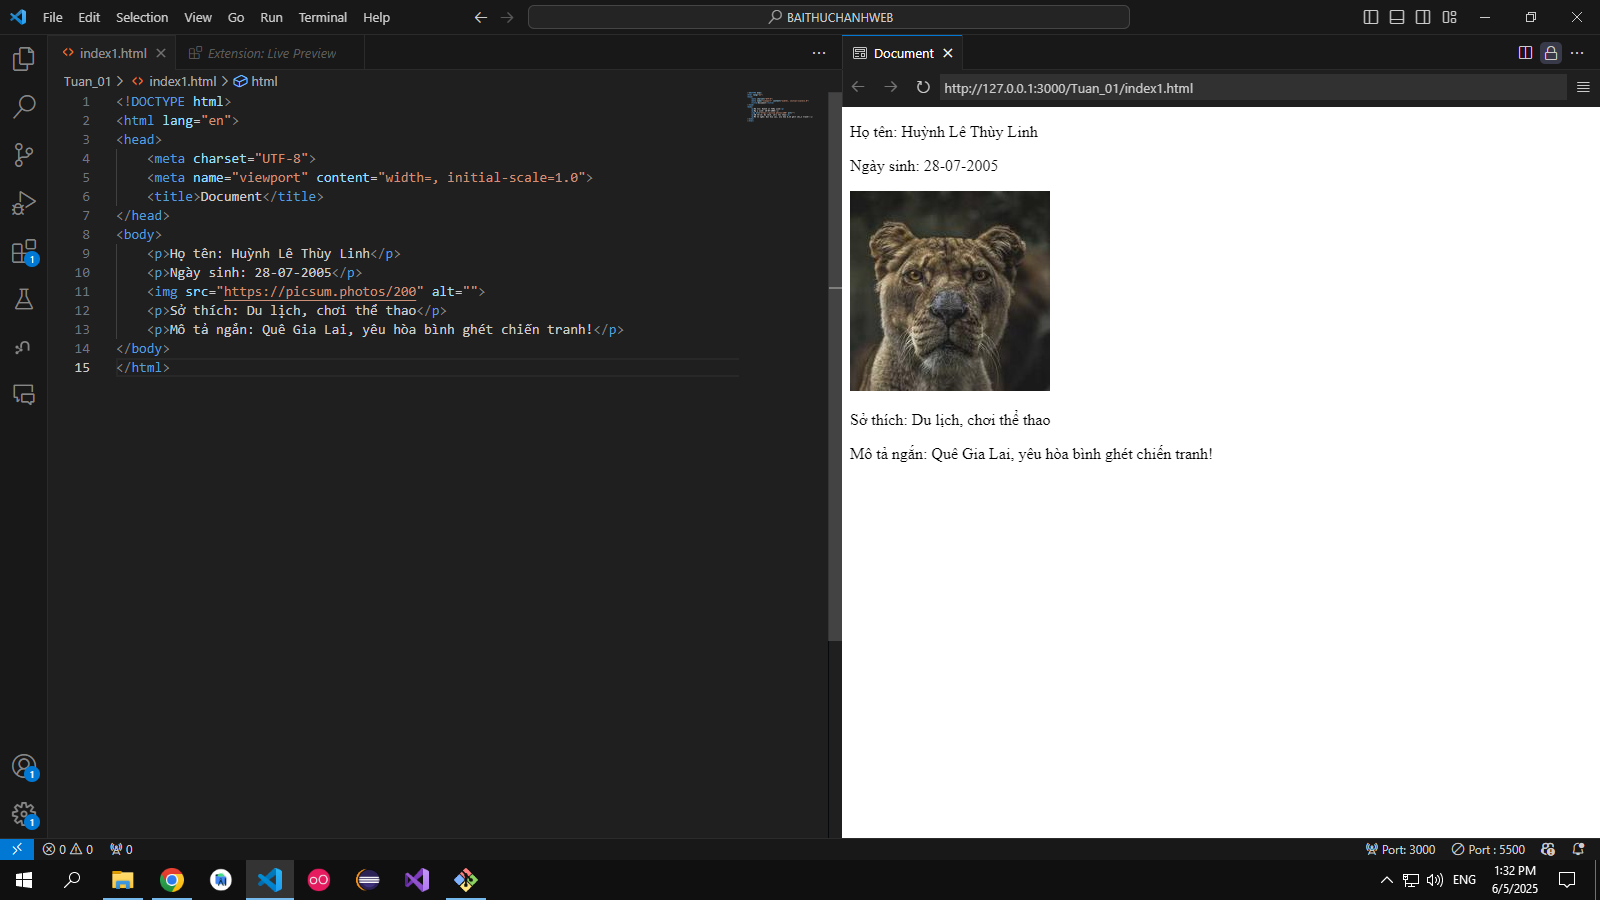 File Edit Selection View Go Run Terminal Help
BAITHUCHANHWEB
index1.html
Extension: Live Preview
Tuan_01 > index1.html > html
1 <!DOCTYPE html>
2 <html lang="en">
3 <head>
4 <meta charset="UTF-8">
5 <meta name="viewport" content="width=, initial-scale=1.0">
6 <title>Document</title>
7 </head>
8 <body>
9 <p>Họ tên: Huỳnh Lê Thùy Linh</p>
10 <p>Ngày sinh: 28-07-2005</p>
11 <img src="https://picsum.photos/200" alt="">
12 <p>Sở thích: Du lịch, chơi thể thao</p>
13 <p>Mô tả ngắn: Quê Gia Lai, yêu hòa bình ghét chiến tranh!</p>
14 </body>
15 </html>
Document
http://127.0.0.1:3000/Tuan_01/index1.html
Họ tên: Huỳnh Lê Thùy Linh
Ngày sinh: 28-07-2005
Sở thích: Du lịch, chơi thể thao
Mô tả ngắn: Quê Gia Lai, yêu hòa bình ghét chiến tranh!
1
1
1
0 0 0
Port: 3000 Port : 5500
ENG
1:32 PM
6/5/2025